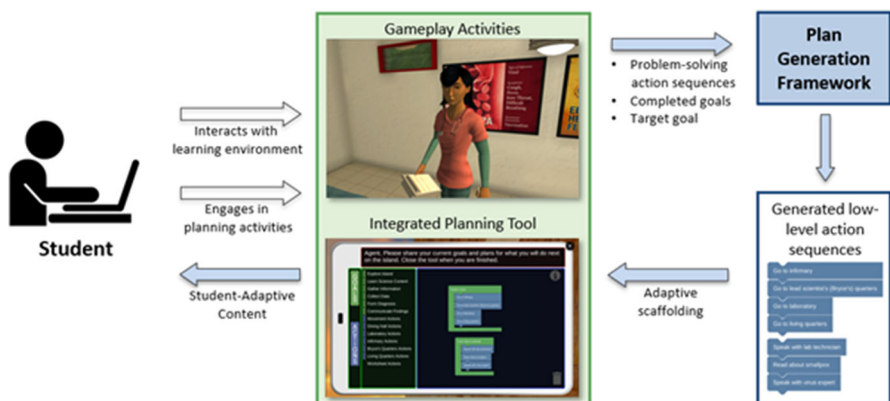 Gameplay Activities
Plan
Generation
Framework
• Problem-solving
action sequences
• Completed goals
• Target goal
Interacts with
learning environment
Engages in
planning activities
Student
Student-Adaptive
Content
Integrated Planning Tool
Agent, Please share your current goals and plans for what you will do next
on the island. Close the tool when you are finished.
Explore Island
Learn Science Content
Gather Information
Collect Data
Form Diagnosis
Communicate Findings
Movement Actions
Dining Hall Actions
Laboratory Actions
Infirmary Actions
Bryce's Quarters Actions
Living Quarters Actions
Worksheet Actions
Adaptive
scaffolding
Generated low-
level action
sequences
Go to infirmary
Go to lead scientist's (Bryce's) quarters
Go to laboratory
Go to living quarters
Speak with lab technician
Read about smallpox
Speak with virus expert